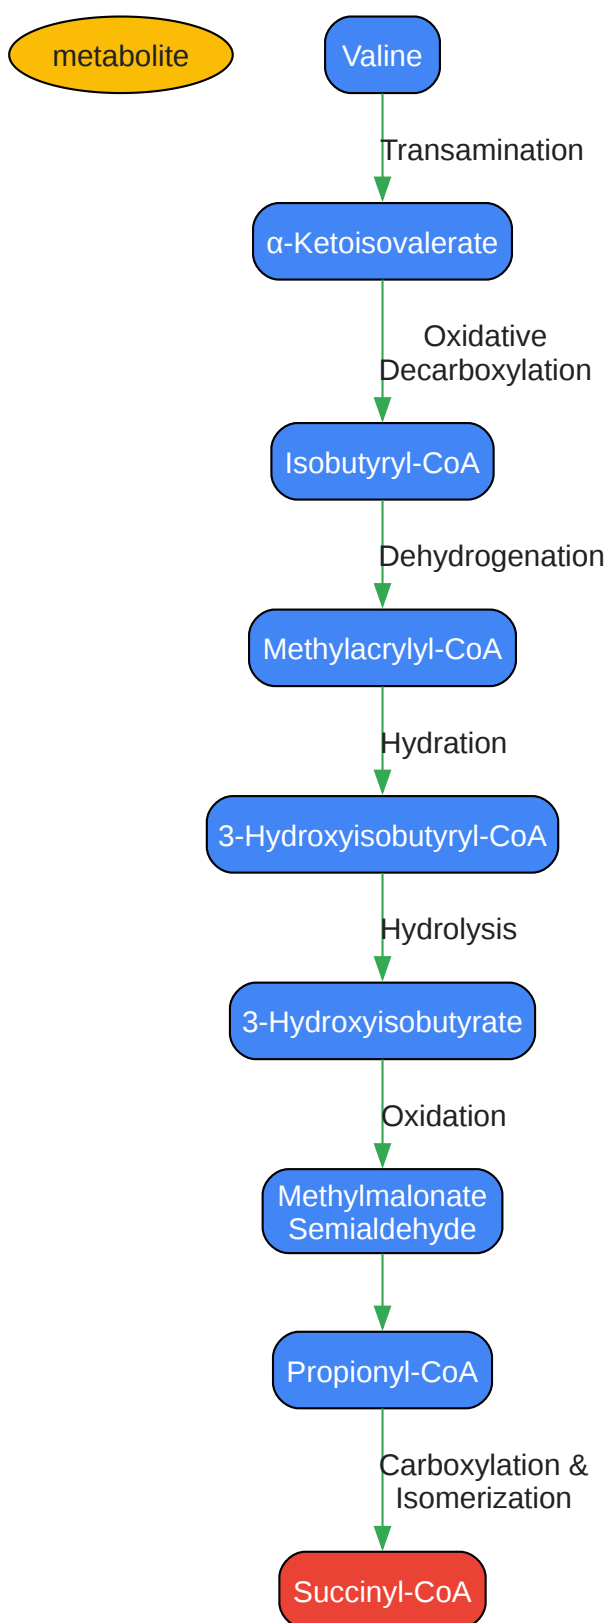 metabolite
Valine
Transamination
α-Ketoisovalerate
Oxidative
Decarboxylation
Isobutyryl-CoA
Dehydrogenation
Methylacrylyl-CoA
Hydration
3-Hydroxyisobutyryl-CoA
Hydrolysis
3-Hydroxyisobutyrate
Oxidation
Methylmalonate
Semialdehyde
Propionyl-CoA
Carboxylation &
Isomerization
Succinyl-CoA